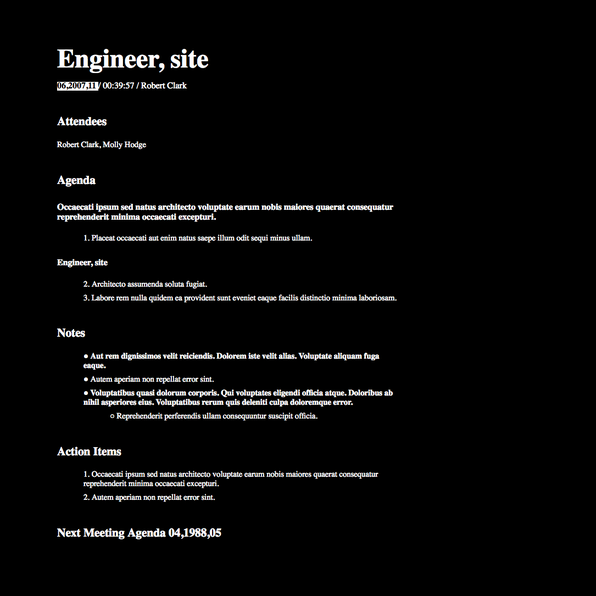 Engineer, site
06,2007,11 / 00:39:57 / Robert Clark
Attendees
Robert Clark, Molly Hodge
Agenda
Occaecati ipsum sed natus architecto voluptate earum nobis maiores quaerat consequatur
reprehenderit minima occaecati excepturi.
1. Placeat occaecati aut enim natus saepe illum odit sequi minus ullam.
Engineer, site
2. Architecto assumenda soluta fugiat.
3. Labore rem nulla quidem ea provident sunt eveniet eaque facilis distinctio minima laboriosam.
Notes
● Aut rem dignissimos velit reiciendis. Dolorem iste velit alias. Voluptate aliquam fuga
eaque.
● Autem aperiam non repellat error sint.
● Voluptatibus quasi dolorum corporis. Qui voluptates eligendi officia atque. Doloribus ab
nihil asperiores eius. Voluptatibus rerum quis deleniti culpa doloremque error.
○ Reprehenderit perferendis ullam consequuntur suscipit officia.
Action Items
1. Occaecati ipsum sed natus architecto voluptate earum nobis maiores quaerat consequatur
reprehenderit minima occaecati excepturi.
2. Autem aperiam non repellat error sint.
Next Meeting Agenda 04,1988,05